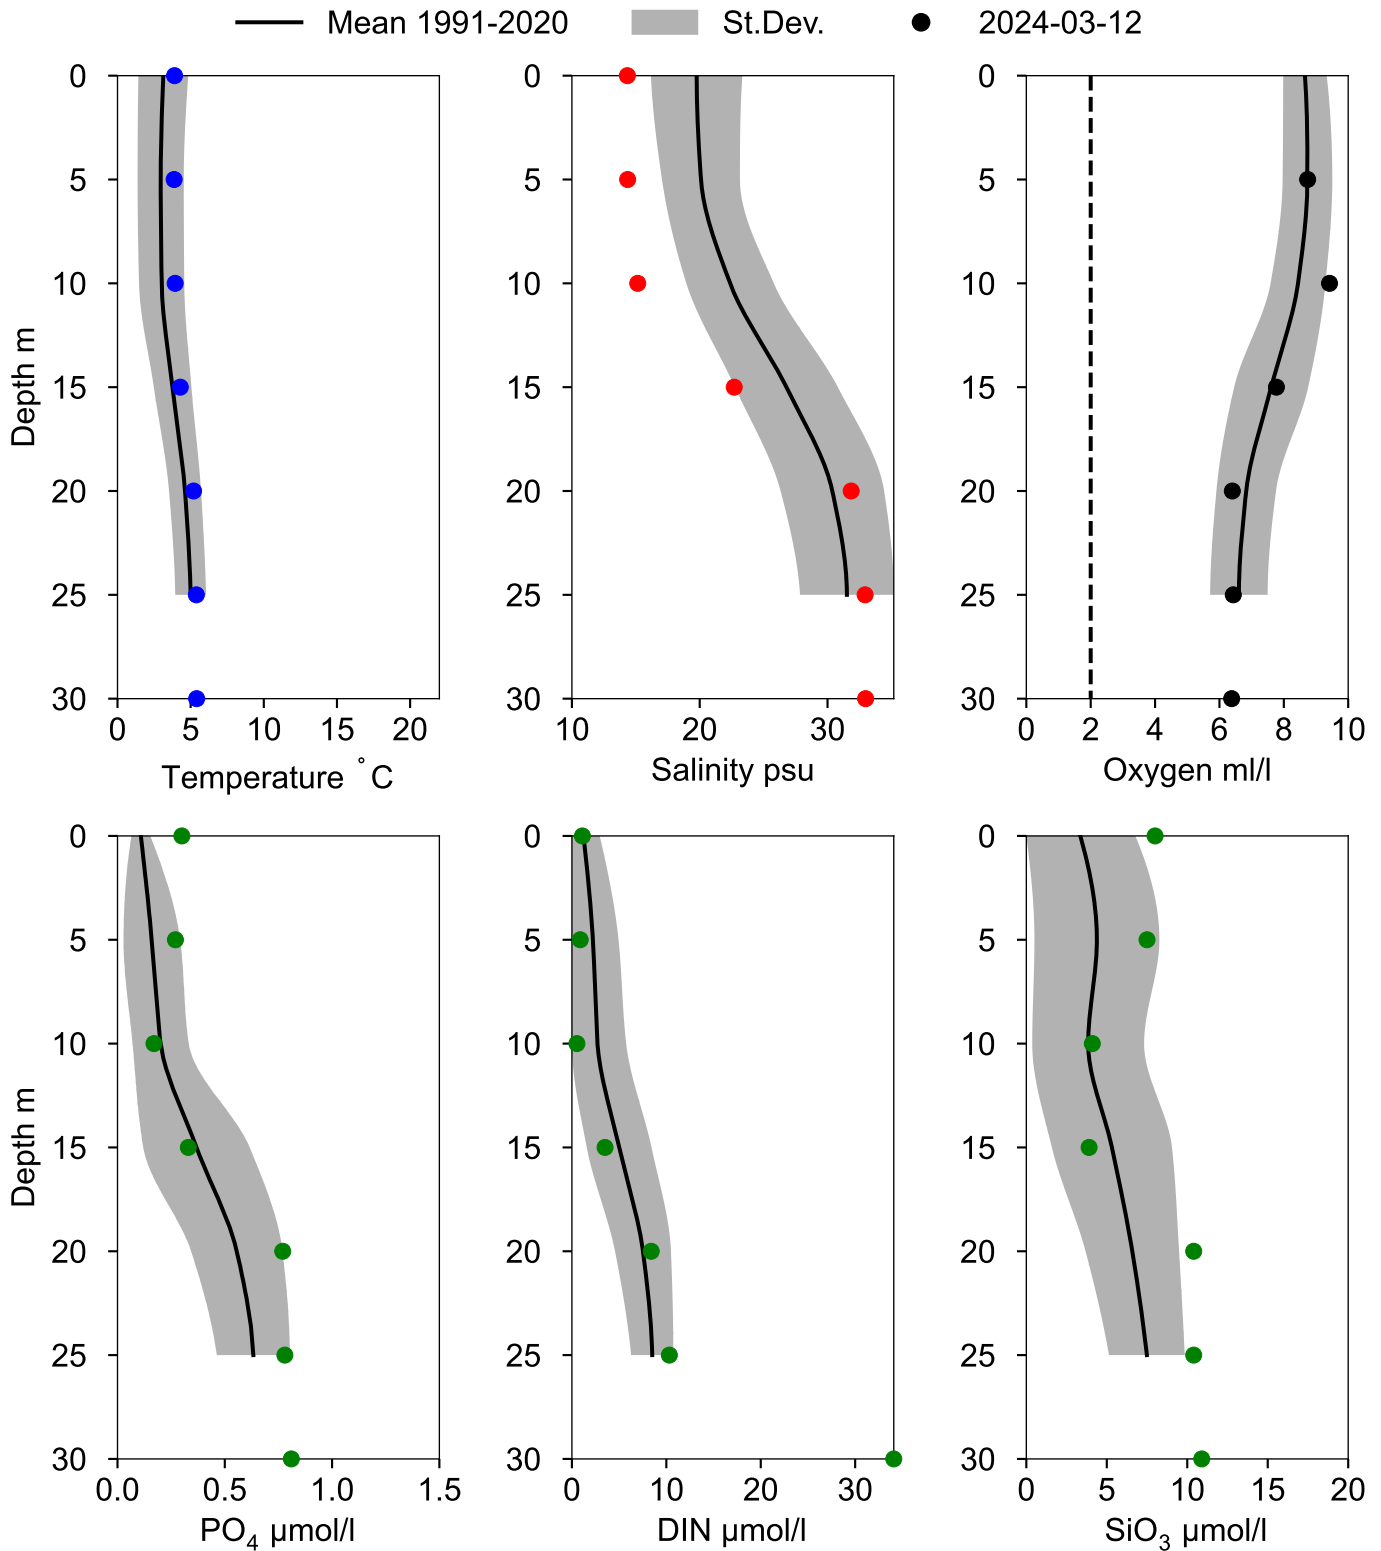 Mean 1991-2020 St.Dev. 2024-03-12
0 0 0
5 5 5
10 10 10
15 15 15
20 20 20
25 25 25
30 30 30
Depth m
0 5 10 15 20 10 20 30 0 2 4 6 8 10
Temperature °C Salinity psu Oxygen ml/l
0 0 0
5 5 5
10 10 10
15 15 15
20 20 20
25 25 25
30 30 30
Depth m
0.0 0.5 1.0 1.5 0 10 20 30 0 5 10 15 20
PO₄ µmol/l DIN µmol/l SiO₃ µmol/l